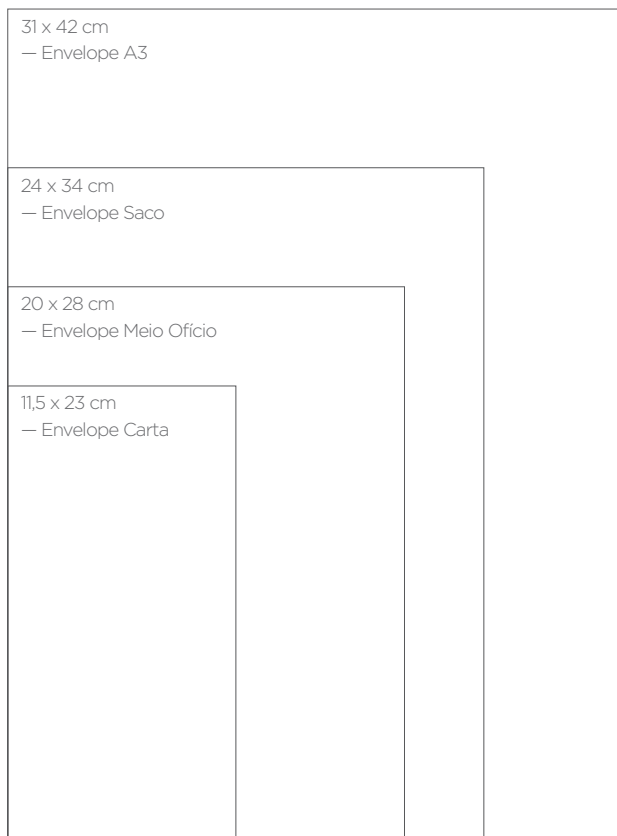 31 x 42 cm
— Envelope A3
24 x 34 cm
— Envelope Saco
20 x 28 cm
— Envelope Meio Ofício
11,5 x 23 cm
— Envelope Carta